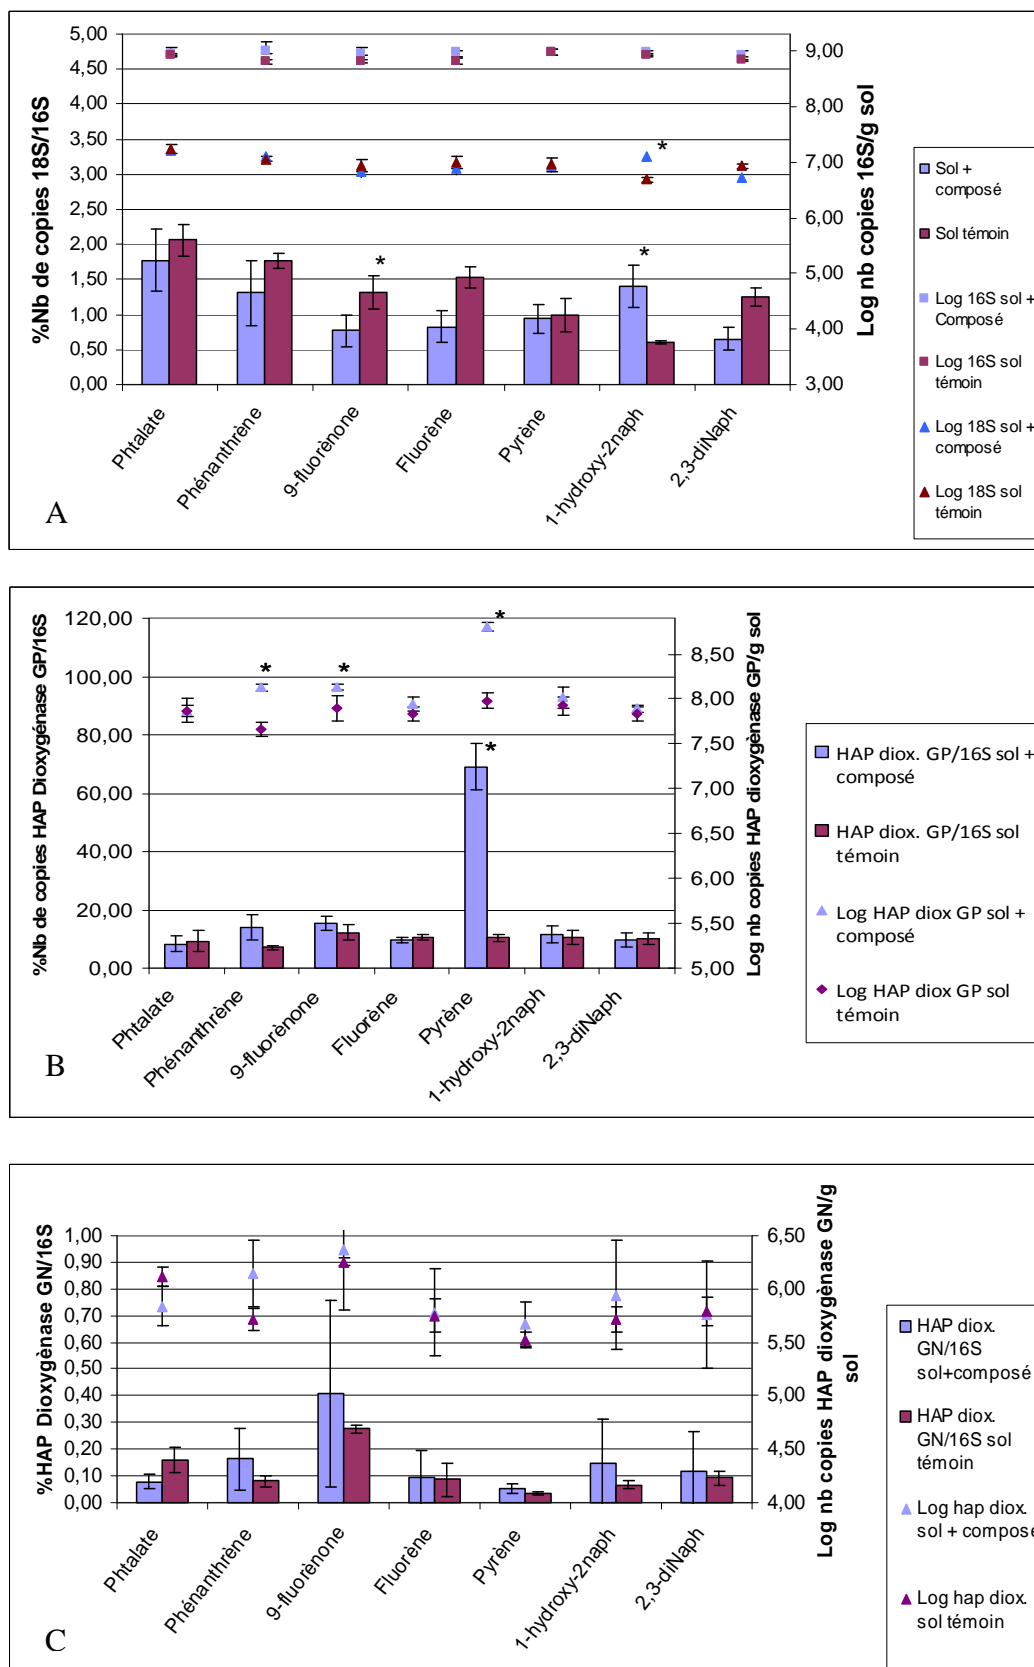 %Nb de copies 18S/16S
5,00
4,50
4,00
3,50
3,00
2,50
2,00
1,50
1,00
0,50
0,00
9,00
8,00
7,00
6,00
5,00
4,00
3,00
Log nb copies 16S/g sol
*
*
*
Phtalate
Phénanthrène
9-fluorènone
Fluorène
Pyrène
1-hydroxy-2naph
2,3-diNaph
A
Sol +
composé
Sol témoin
Log 16S sol +
Composé
Log 16S sol
témoin
Log 18S sol +
composé
Log 18S sol
témoin
%Nb de copies HAP Dioxygènase GP/16S
120,00
100,00
80,00
60,00
40,00
20,00
0,00
8,50
8,00
7,50
7,00
6,50
6,00
5,50
5,00
Log nb copies HAP dioxygènase GP/g sol
*
*
*
*
Phtalate
Phénanthrène
9-fluorènone
Fluorène
Pyrène
1-hydroxy-2naph
2,3-diNaph
B
HAP diox. GP/16S sol +
composé
HAP diox. GP/16S sol
témoin
Log HAP diox GP sol +
composé
Log HAP diox GP sol
témoin
%HAP Dioxygènase GN/16S
1,00
0,90
0,80
0,70
0,60
0,50
0,40
0,30
0,20
0,10
0,00
6,50
6,00
5,50
5,00
4,50
4,00
Log nb copies HAP dioxygènase GN/g
sol
Phtalate
Phénanthrène
9-fluorènone
Fluorène
Pyrène
1-hydroxy-2naph
2,3-diNaph
C
HAP diox.
GN/16S
sol+composé
HAP diox.
GN/16S sol
témoin
Log hap diox.
sol + composé
Log hap diox.
sol témoin